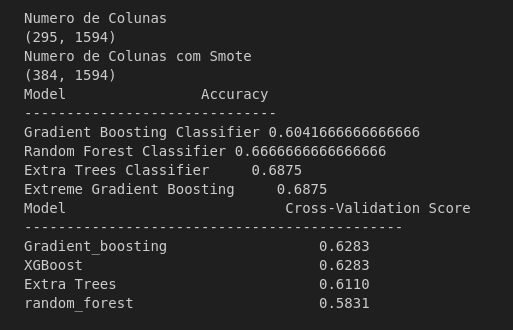 Numero de Colunas
(295, 1594)
Numero de Colunas com Smote
(384, 1594)
Model                Accuracy
------------------------------
Gradient Boosting Classifier 0.6041666666666666
Random Forest Classifier 0.6666666666666666
Extra Trees Classifier     0.6875
Extreme Gradient Boosting     0.6875
Model                          Cross-Validation Score
---------------------------------------------
Gradient_boosting                  0.6283
XGBoost                            0.6283
Extra Trees                        0.6110
random_forest                      0.5831